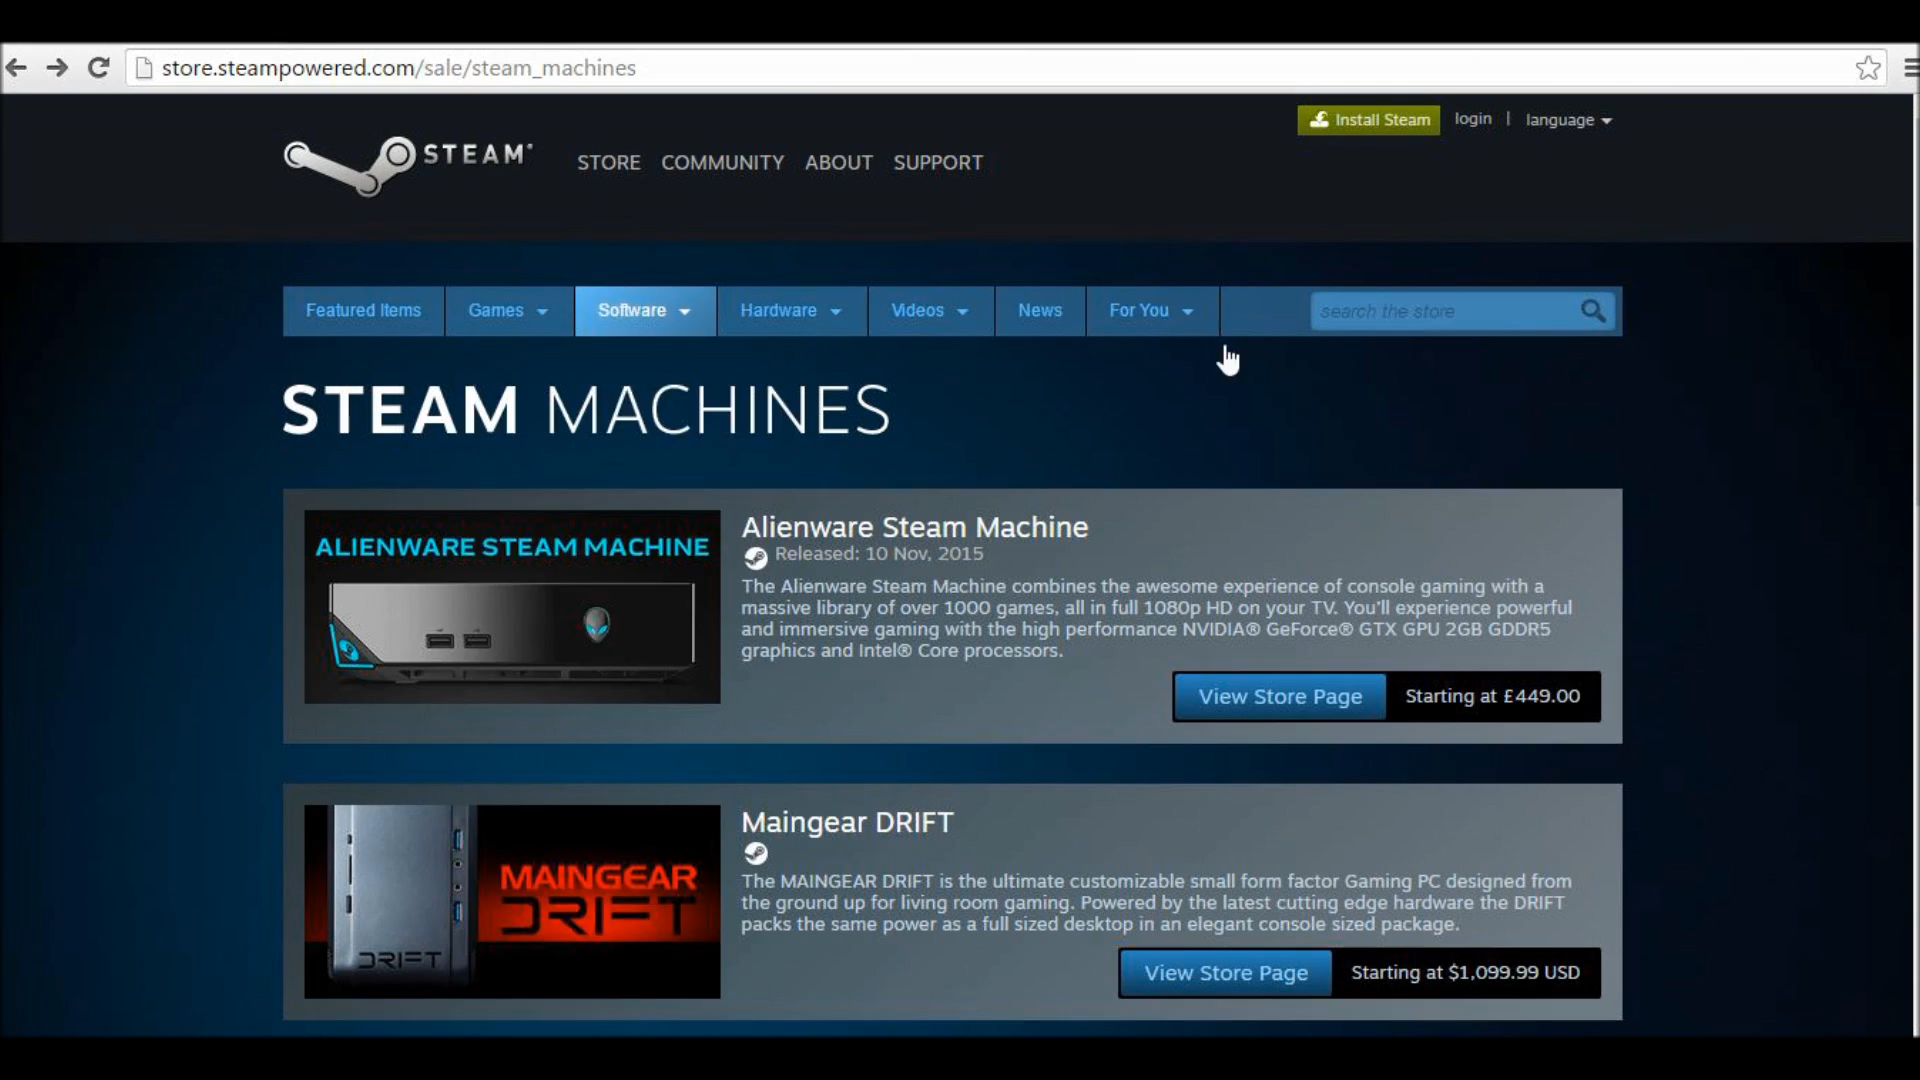 store.steampowered.com/sale/steam_machines
Install Steam login | language
STEAM® STORE COMMUNITY ABOUT SUPPORT
Featured Items Games Software Hardware Videos News For You search the store
STEAM MACHINES
ALIENWARE STEAM MACHINE
Alienware Steam Machine
Released: 10 Nov, 2015
The Alienware Steam Machine combines the awesome experience of console gaming with a
massive library of over 1000 games, all in full 1080p HD on your TV. You'll experience powerful
and immersive gaming with the high performance NVIDIA® GeForce® GTX GPU 2GB GDDR5
graphics and Intel® Core processors.
View Store Page Starting at £449.00
MAINGEAR
DRIFT
DRIFT
Maingear DRIFT
The MAINGEAR DRIFT is the ultimate customizable small form factor Gaming PC designed from
the ground up for living room gaming. Powered by the latest cutting edge hardware the DRIFT
packs the same power as a full sized desktop in an elegant console sized package.
View Store Page Starting at $1,099.99 USD